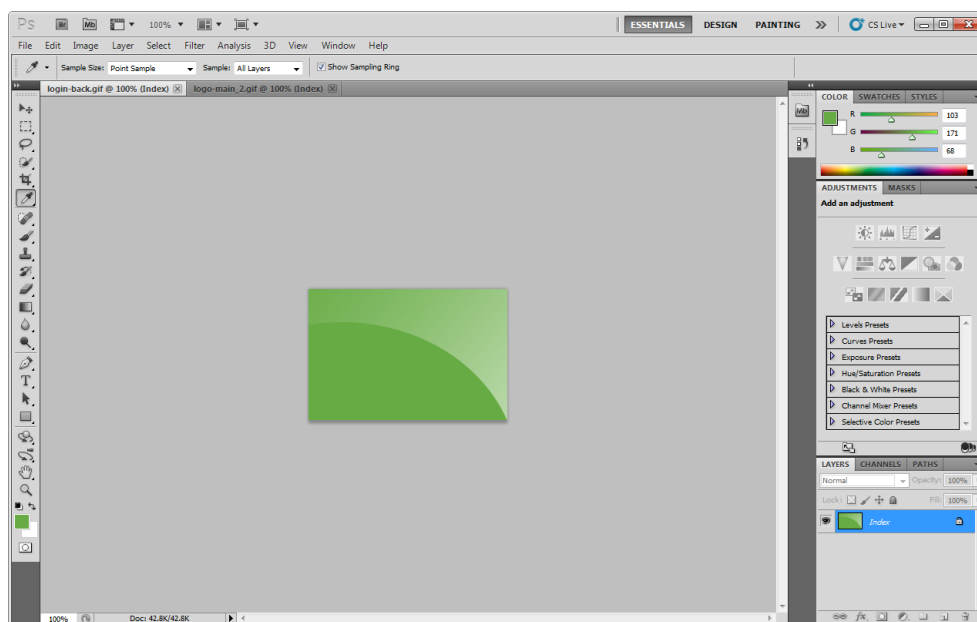 Ps Br Mb 100% ESSENTIALS DESIGN PAINTING CS Live
File Edit Image Layer Select Filter Analysis 3D View Window Help
Sample Size: Point Sample Sample: All Layers Show Sampling Ring
login-back.gif @ 100% (Index) logo-main_2.gif @ 100% (Index)
COLOR SWATCHES STYLES
Mb
R 103
G 171
B 68
ADJUSTMENTS MASKS
Add an adjustment
Levels Presets
Curves Presets
Exposure Presets
Hue/Saturation Presets
Black & White Presets
Channel Mixer Presets
Selective Color Presets
LAYERS CHANNELS PATHS
Normal Opacity: 100%
Lock: Fill: 100%
Index
100% Doc: 42.8K/42.8K